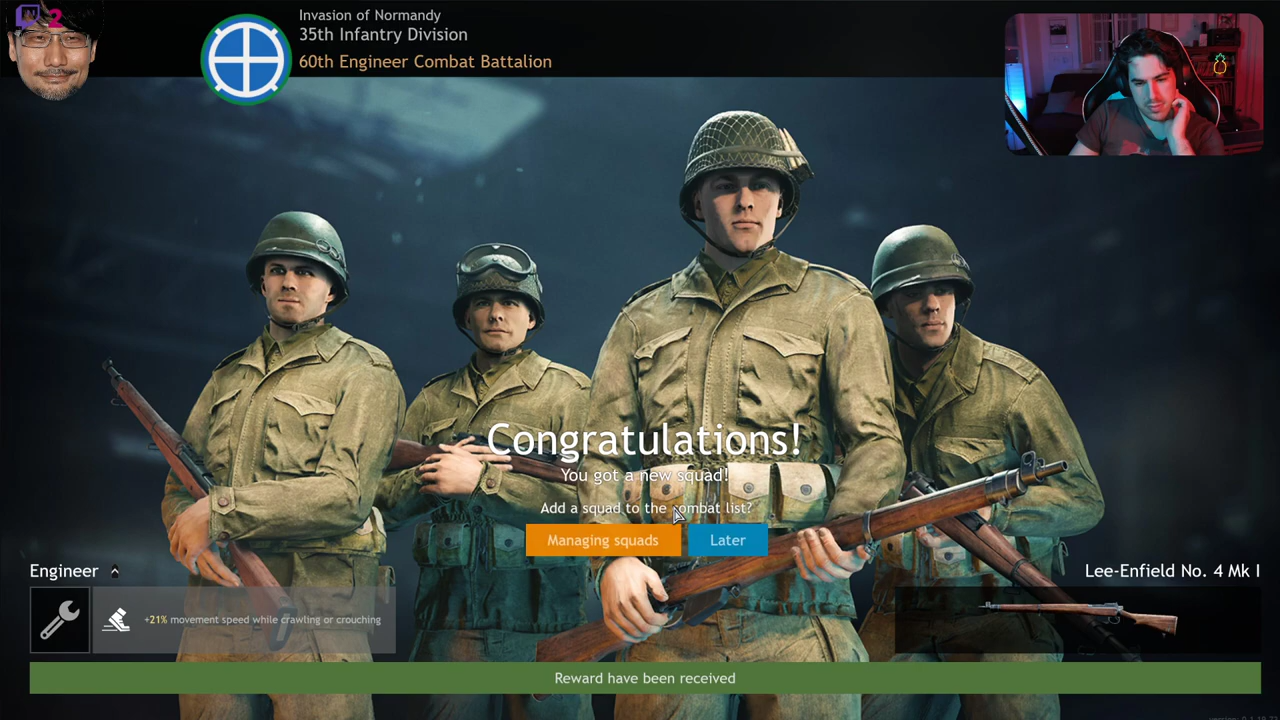 2
Invasion of Normandy
35th Infantry Division
60th Engineer Combat Battalion
Congratulations!
You got a new squad!
Add a squad to the combat list?
Managing squads
Later
Engineer
+21% movement speed while crawling or crouching
Lee-Enfield No. 4 Mk I
Reward have been received